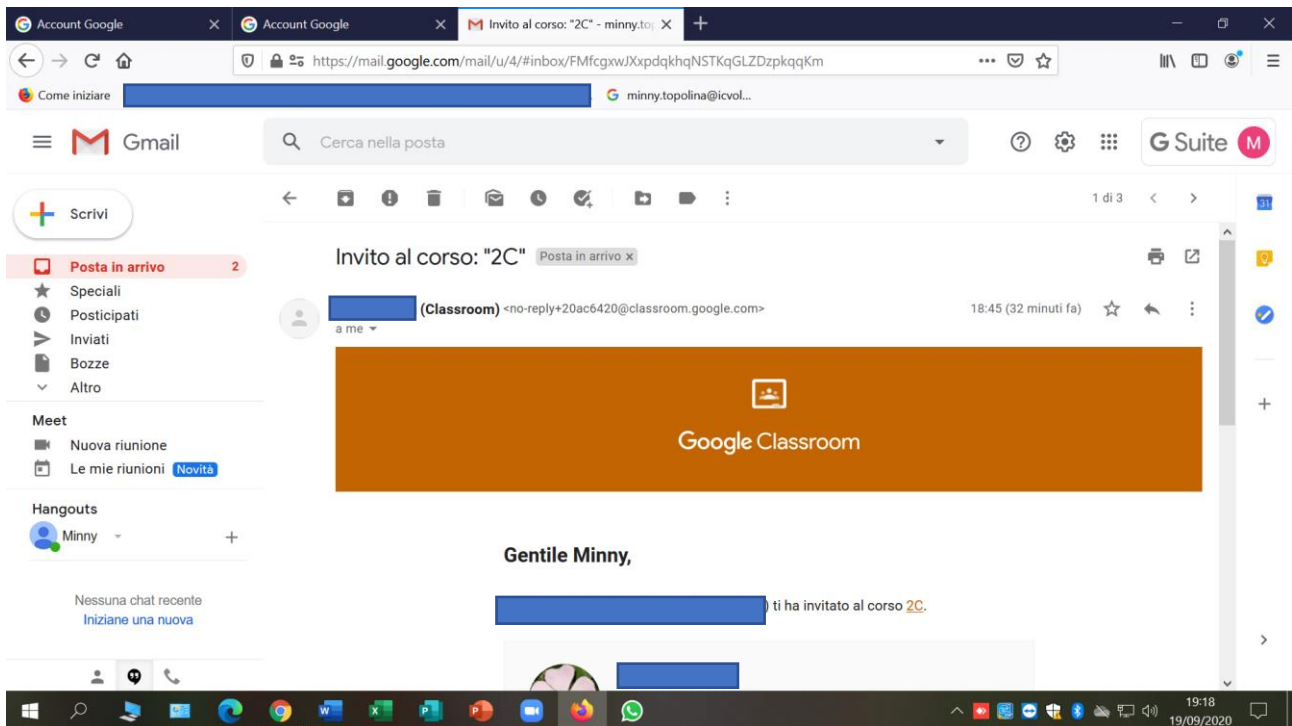 Account Google
Account Google
Invito al corso: "2C" - minny.top
https://mail.google.com/mail/u/4/#inbox/FMfcgxwJXxpdqkhqNSTKqGLZDzpkqqKm
Come iniziare
minny.topolina@icvol...
Gmail
Cerca nella posta
G Suite
M
Scrivi
1 di 3
31
Invito al corso: "2C" Posta in arrivo x
Posta in arrivo 2
Speciali
Posticipati
Inviati
Bozze
Altro
(Classroom) <no-reply+20ac6420@classroom.google.com>
18:45 (32 minuti fa)
a me
Google Classroom
Meet
Nuova riunione
Le mie riunioni Novità
Hangouts
Minny
Nessuna chat recente
Iniziane una nuova
Gentile Minny,
) ti ha invitato al corso 2C.
19:18
19/09/2020